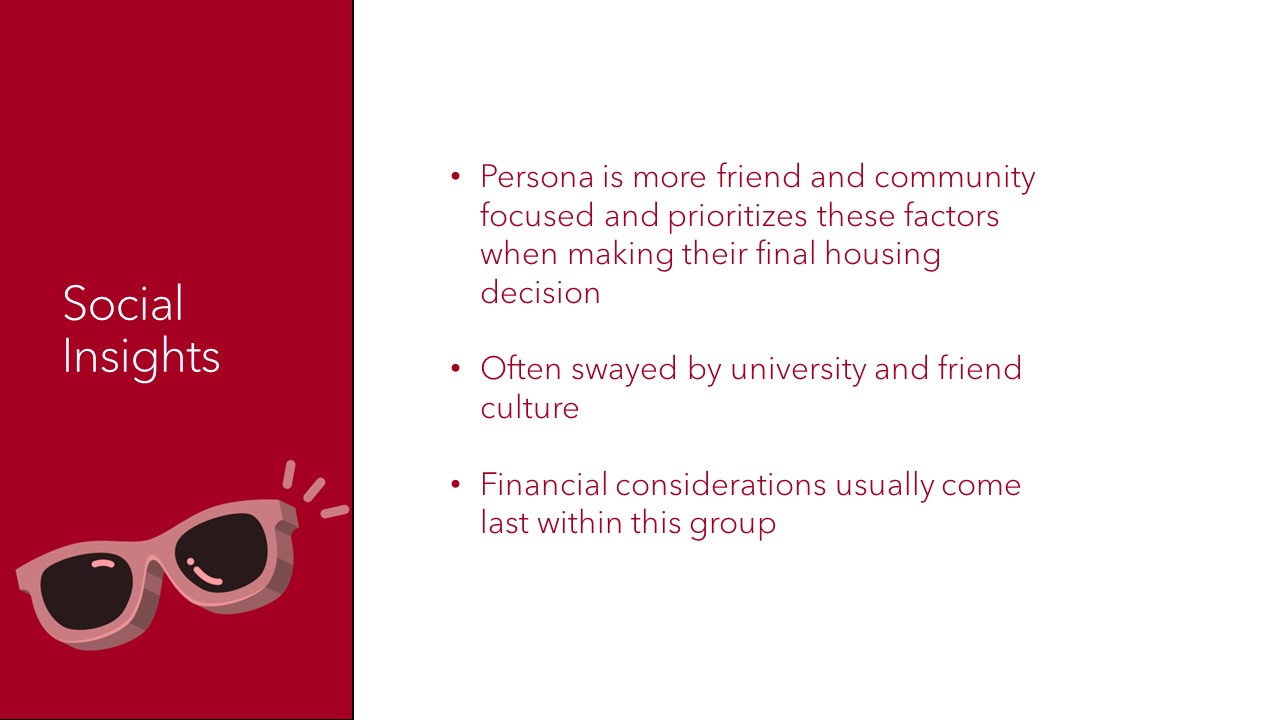 Social
Insights
• Persona is more friend and community
focused and prioritizes these factors
when making their final housing
decision
• Often swayed by university and friend
culture
• Financial considerations usually come
last within this group